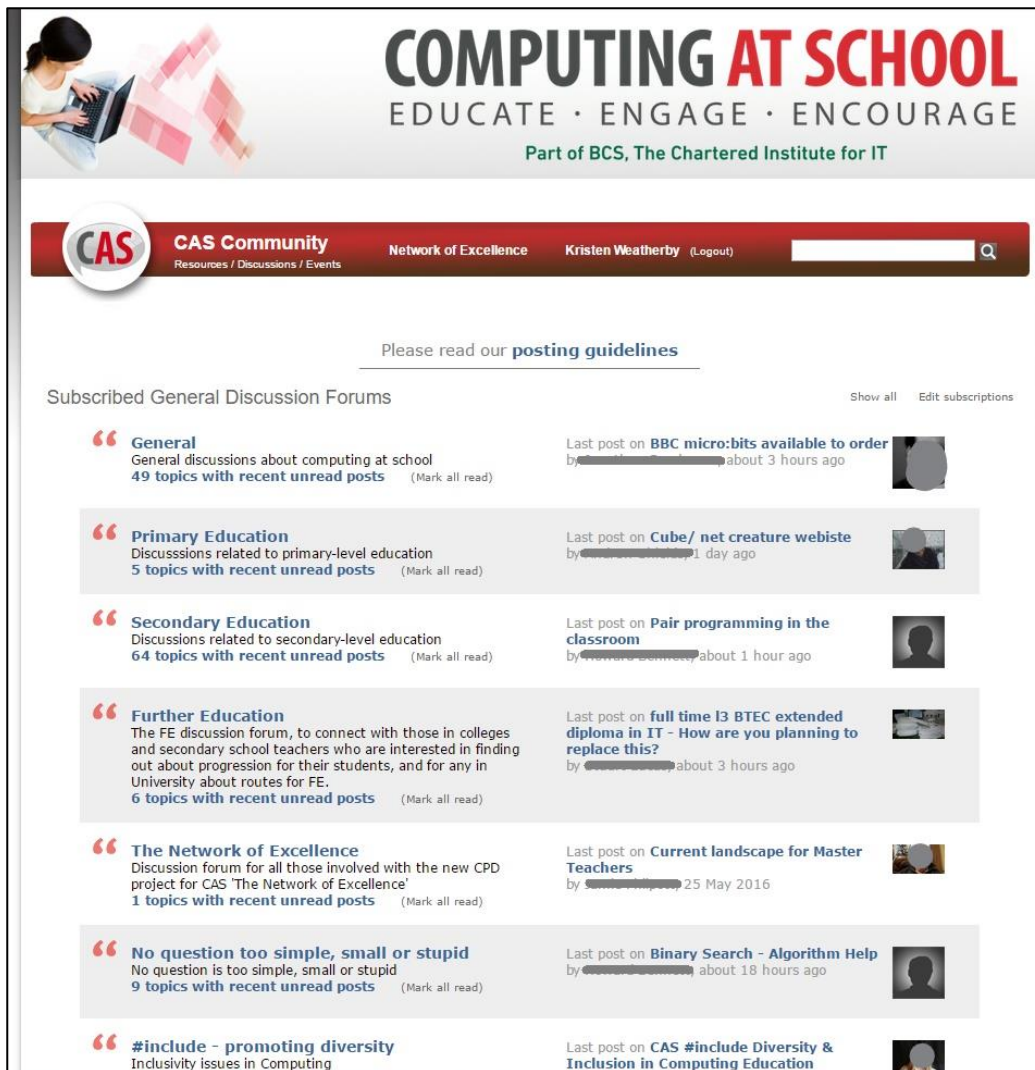 COMPUTING AT SCHOOL
EDUCATE · ENGAGE · ENCOURAGE
Part of BCS, The Chartered Institute for IT
CAS
CAS Community
Resources / Discussions / Events
Network of Excellence
Kristen Weatherby (Logout)
Please read our posting guidelines
Subscribed General Discussion Forums
Show all Edit subscriptions
General
General discussions about computing at school
49 topics with recent unread posts (Mark all read)
Last post on BBC micro:bits available to order
by about 3 hours ago
Primary Education
Discusssions related to primary-level education
5 topics with recent unread posts (Mark all read)
Last post on Cube/ net creature webiste
by 1 day ago
Secondary Education
Discussions related to secondary-level education
64 topics with recent unread posts (Mark all read)
Last post on Pair programming in the
classroom
by about 1 hour ago
Further Education
The FE discussion forum, to connect with those in colleges
and secondary school teachers who are interested in finding
out about progression for their students, and for any in
University about routes for FE.
6 topics with recent unread posts (Mark all read)
Last post on full time l3 BTEC extended
diploma in IT - How are you planning to
replace this?
by about 3 hours ago
The Network of Excellence
Discussion forum for all those involved with the new CPD
project for CAS 'The Network of Excellence'
1 topics with recent unread posts (Mark all read)
Last post on Current landscape for Master
Teachers
by 25 May 2016
No question too simple, small or stupid
No question is too simple, small or stupid
9 topics with recent unread posts (Mark all read)
Last post on Binary Search - Algorithm Help
by about 18 hours ago
#include - promoting diversity
Inclusivity issues in Computing
Last post on CAS #include Diversity &
Inclusion in Computing Education